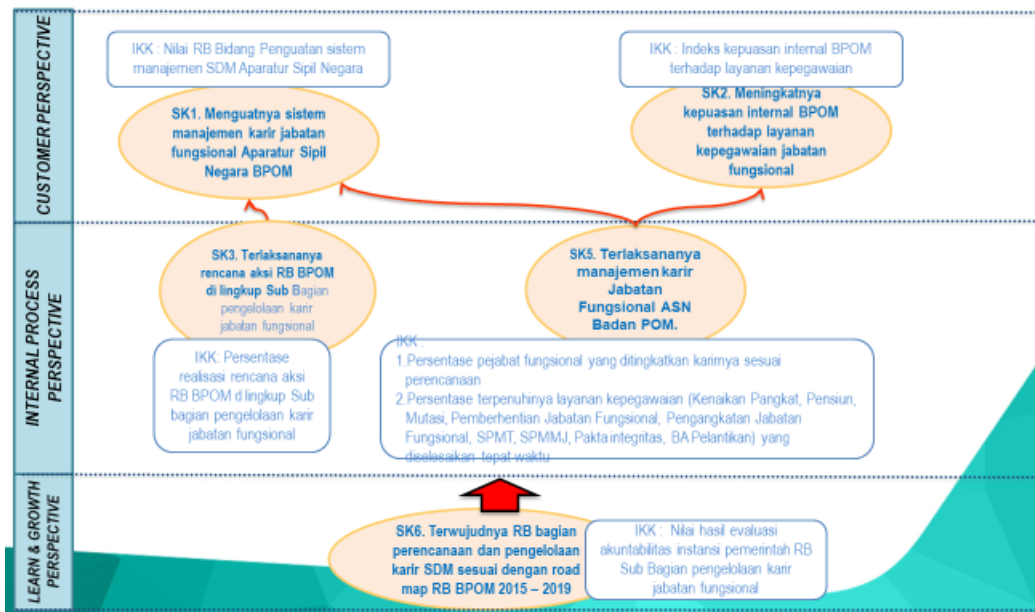 CUSTOMER PERSPECTIVE
IKK : Nilai RB Bidang Penguatan sistem
manajemen SDM Aparatur Sipil Negara
SK1. Menguatnya sistem
manajemen karir jabatan
fungsional Aparatur Sipil
Negara BPOM
IKK : Indeks kepuasan internal BPOM
terhadap layanan kepegawaian
SK2. Meningkatnya
kepuasan internal BPOM
terhadap layanan
kepegawaian jabatan
fungsional
INTERNAL PROCESS
PERSPECTIVE
SK3. Terlaksananya
rencana aksi RB BPOM
di lingkup Sub Bagian
pengelolaan karir
jabatan fungsional
IKK: Persentase
realisasi rencana aksi
RB BPOM d lingkup Sub
bagian pengelolaan karir
jabatan fungsional
SK5. Terlaksananya
manajemen karir
Jabatan
Fungsional ASN
Badan POM.
IKK :
1. Persentase pejabat fungsional yang ditingkatkan karirnya sesuai
perencanaan
2. Persentase terpenuhinya layanan kepegawaian (Kenaikan Pangkat, Pensiun,
Mutasi, Pemberhentian Jabatan Fungsional, Pengangkatan Jabatan
Fungsional, SPMT, SPMMJ, Pakta integritas, BA Pelantikan) yang
diselesaikan tepat waktu
LEARN & GROWTH
PERSPECTIVE
SK6. Terwujudnya RB bagian
perencanaan dan pengelolaan
karir SDM sesuai dengan road
map RB BPOM 2015 – 2019
IKK : Nilai hasil evaluasi
akuntabilitas instansi pemerintah RB
Sub Bagian pengelolaan karir
jabatan fungsional